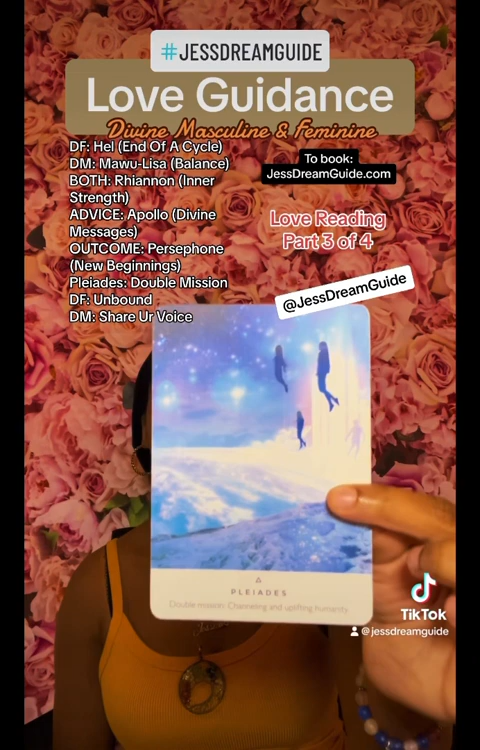 #JESSDREAMGUIDE
Love Guidance
Divine Masculine & Feminine
DF: Hel (End Of A Cycle)
DM: Mawu-Lisa (Balance)
BOTH: Rhiannon (Inner
Strength)
ADVICE: Apollo (Divine
Messages)
OUTCOME: Persephone
(New Beginnings)
Pleiades: Double Mission
DF: Unbound
DM: Share Ur Voice
To book:
JessDreamGuide.com
Love Reading
Part 3 of 4
@JessDreamGuide
PLEIADES
Double mission: Channeling and uplifting humanity
TikTok
@jessdreamguide